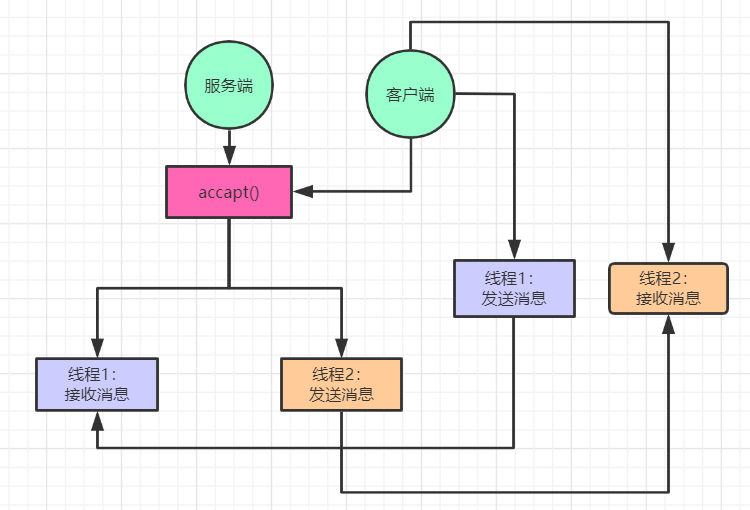 服务端
客户端
accapt()
线程1：
发送消息
线程2：
接收消息
线程1：
接收消息
线程2：
发送消息